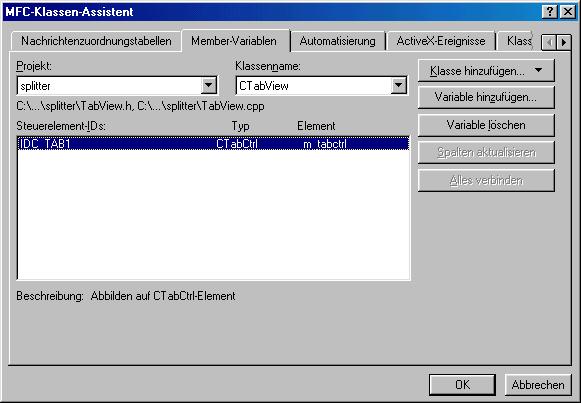 MFC-Klassen-Assistent
Nachrichtenzuordnungstabellen Member-Variablen Automatisierung ActiveX-Ereignisse Klass
Projekt: Klassenname:
splitter CTabView
Klasse hinzufügen...
C:\...\splitter\TabView.h, C:\...\splitter\TabView.cpp
Variable hinzufügen...
Steuerelement-IDs: Typ Element
Variable löschen
IDC_TAB1 CTabCtrl m_tabctrl
Spalten aktualisieren
Alles verbinden
Beschreibung: Abbilden auf CTabCtrl-Element
OK Abbrechen